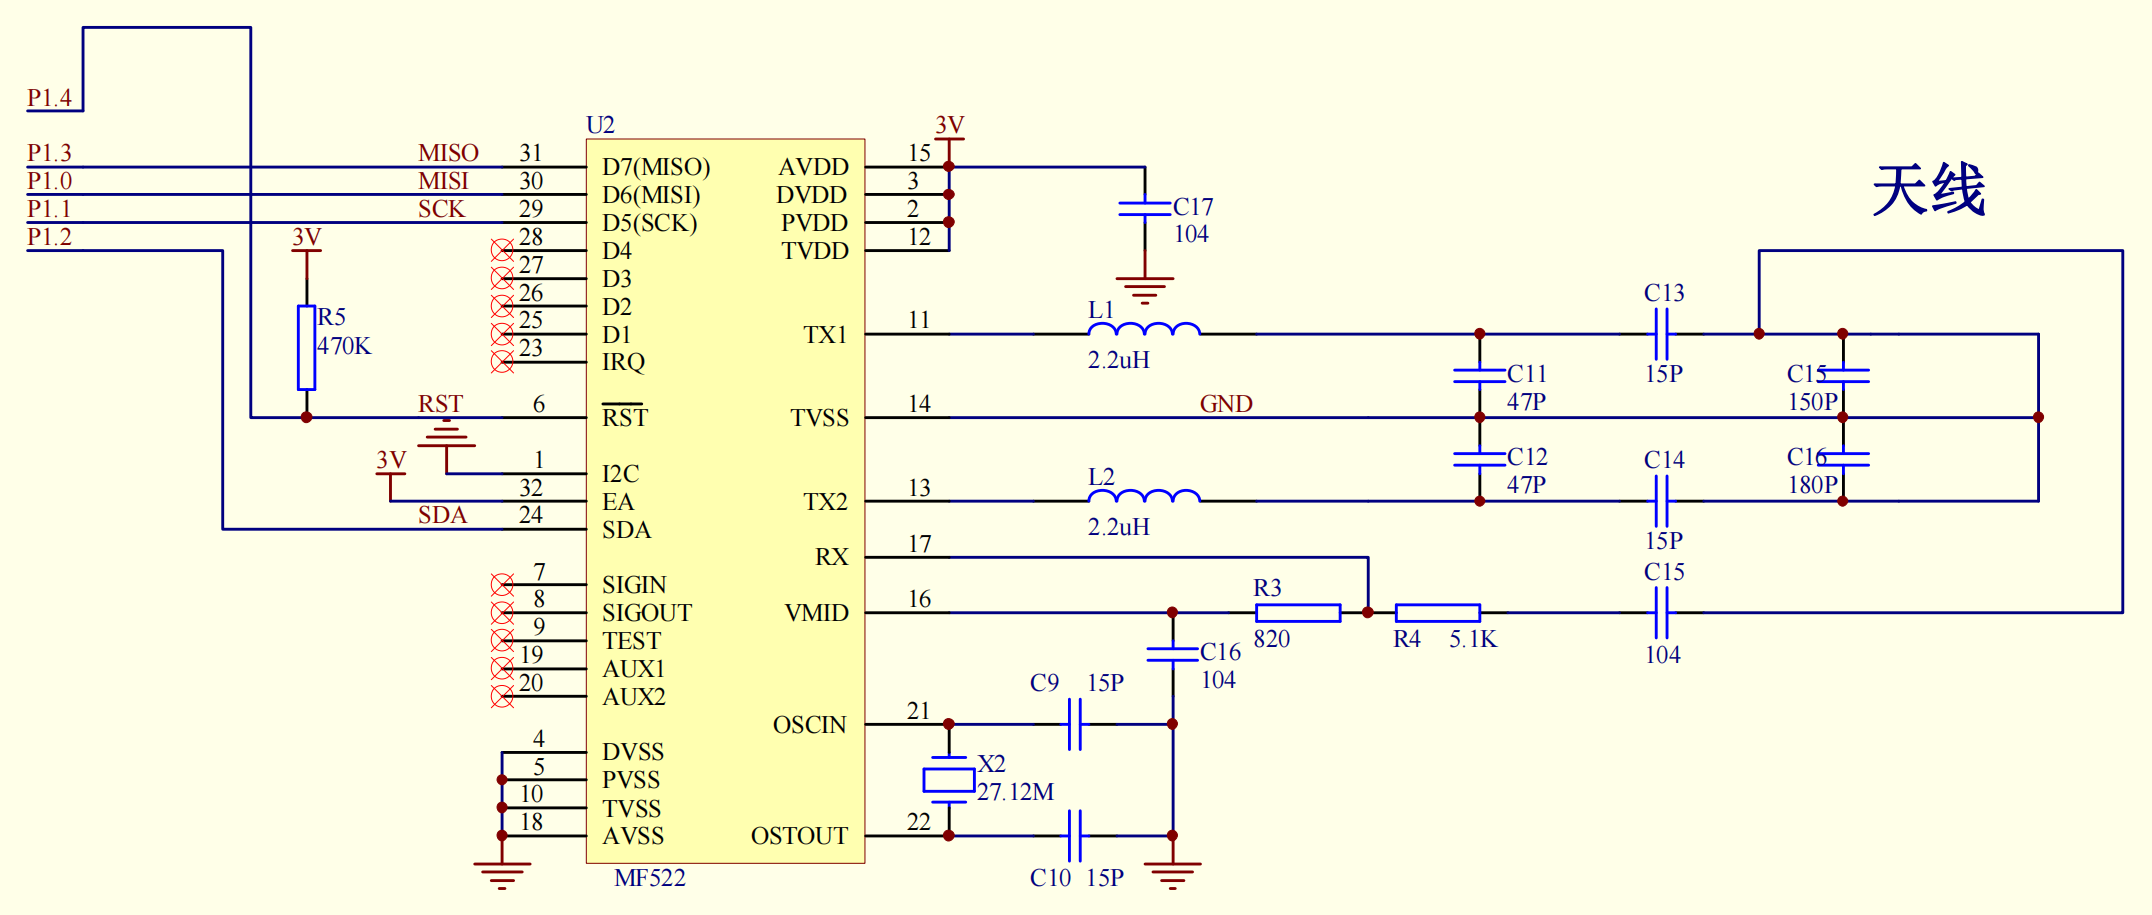 P1.4
P1.3
P1.0
P1.1
P1.2
MISO
MISI
SCK
3V
R5
470K
RST
3V
SDA
U2
31
30
29
28
27
26
25
23
6
1
32
24
7
8
9
19
20
4
5
10
18
D7(MISO)
D6(MISI)
D5(SCK)
D4
D3
D2
D1
IRQ
RST
I2C
EA
SDA
SIGIN
SIGOUT
TEST
AUX1
AUX2
DVSS
PVSS
TVSS
AVSS
AVDD
DVDD
PVDD
TVDD
TX1
TVSS
TX2
RX
VMID
OSCIN
OSTOUT
MF522
15
3
2
12
11
14
13
17
16
21
22
3V
C17
104
L1
2.2uH
GND
L2
2.2uH
C11
47P
C12
47P
C13
15P
C14
15P
C15
150P
C16
180P
天线
R3
820
R4 5.1K
C15
104
C16
104
C9 15P
X2
27.12M
C10 15P